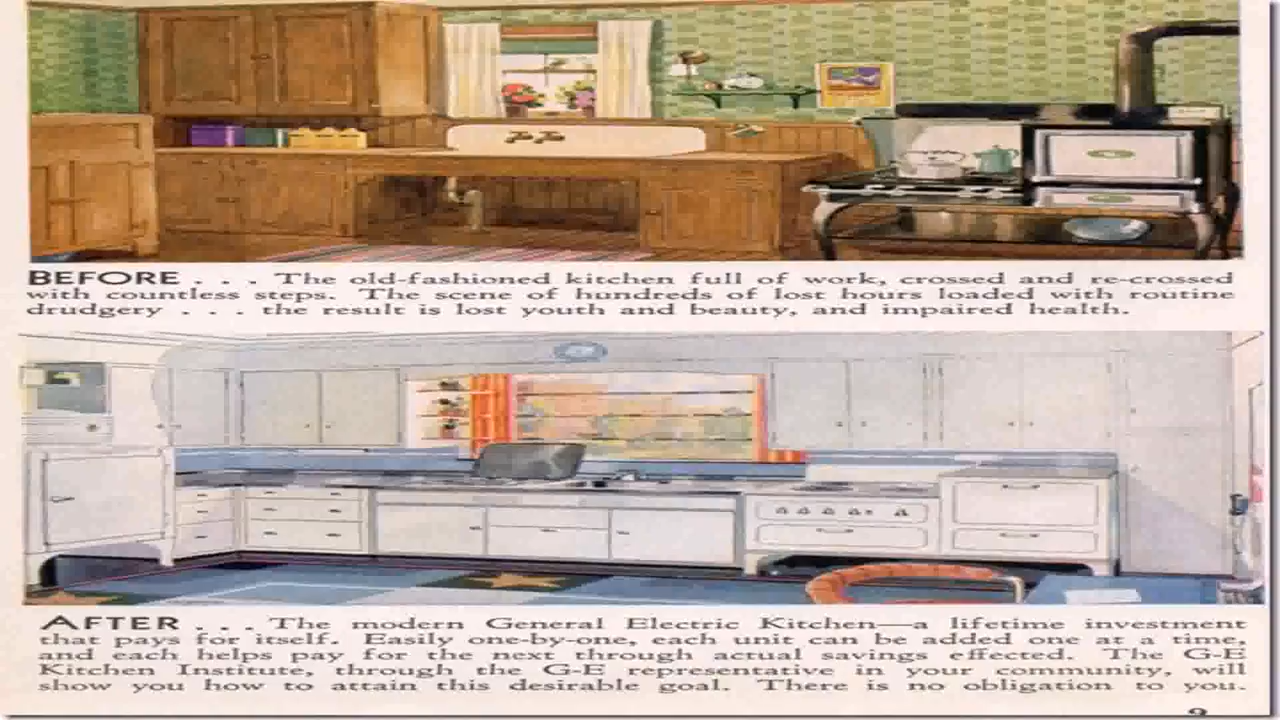 BEFORE . . . The old-fashioned kitchen full of work, crossed and re-crossed
with countless steps. The scene of hundreds of lost hours loaded with routine
drudgery . . . the result is lost youth and beauty, and impaired health.
AFTER . . . The modern General Electric Kitchen—a lifetime investment
that pays for itself. Easily one-by-one, each unit can be added one at a time,
and each helps pay for the next through actual savings effected. The G-E
Kitchen Institute, through the G-E representative in your community, will
show you how to attain this desirable goal. There is no obligation to you.